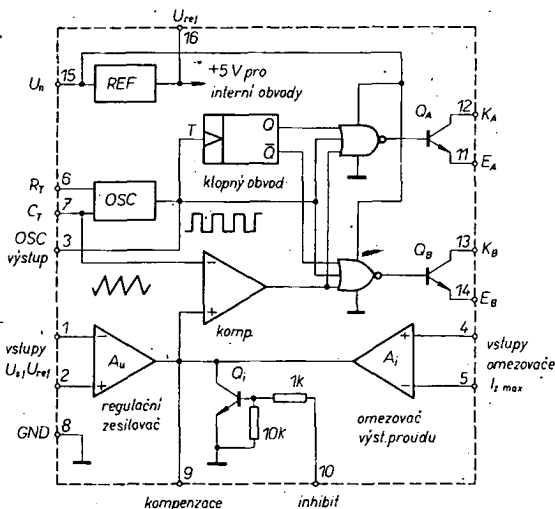 U_ref
16
U_n 15
REF
+5 V pro
interní obvody
Q_A
12 K_A
11 E_A
T
Q
Q̅
klopný obvod
R_T 6
C_T 7
OSC
OSC 3
výstup
Q_B
13 K_B
14 E_B
komp.
−
+
1
vstupy
U_s, U_ref
2
−
+
A_u
regulační
zesilovač
Q_i
1k
10k
A_i
+
−
4
vstupy
omezovače
5 I_z max
omezovač
výst. proudu
GND 8
9
kompenzace
10
inhibit